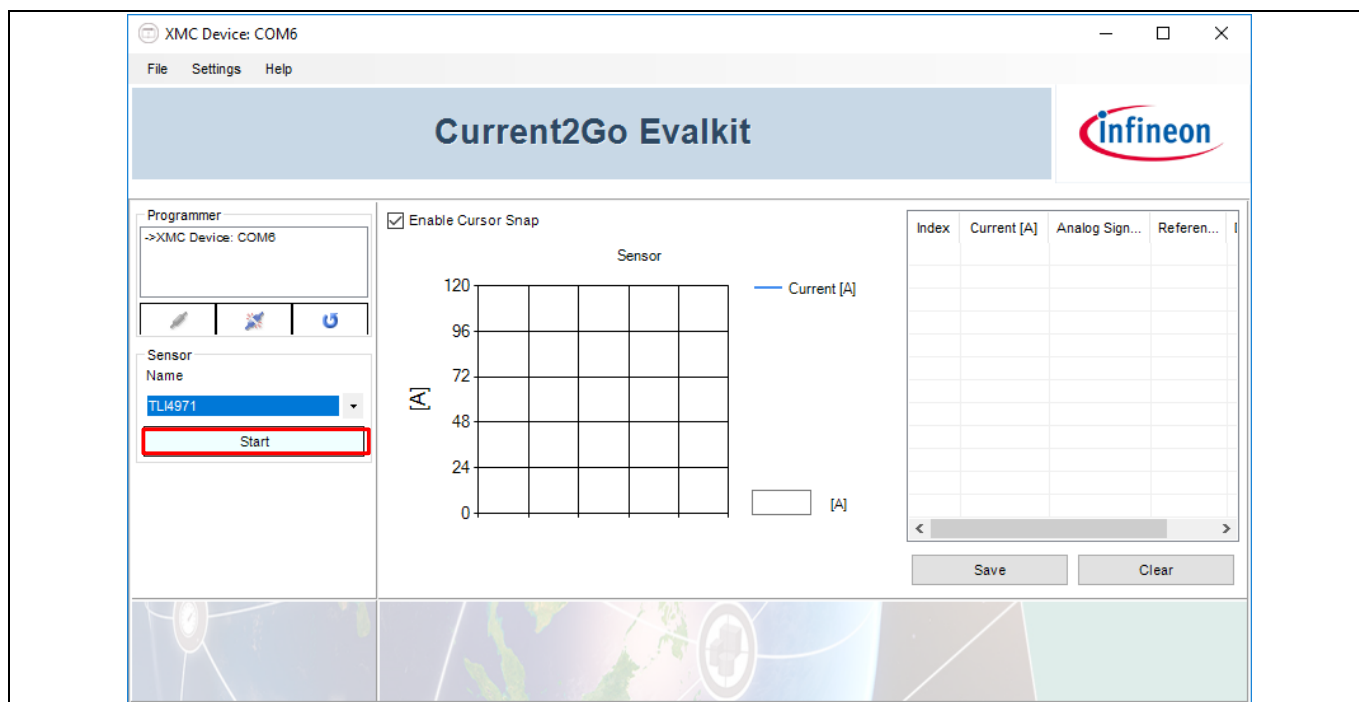 XMC Device: COM6
File Settings Help
Current2Go Evalkit
infineon
Programmer
->XMC Device: COM6
Sensor
Name
TLI4971
Start
Enable Cursor Snap
Sensor
120
96
72
48
24
0
[A]
Current [A]
[A]
Index Current [A] Analog Sign... Referen...
Save Clear